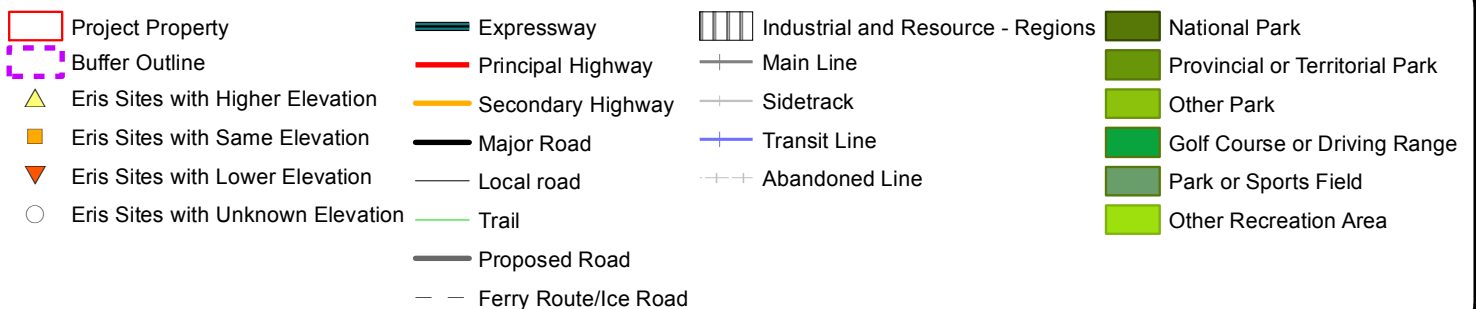 Project Property
Buffer Outline
Eris Sites with Higher Elevation
Eris Sites with Same Elevation
Eris Sites with Lower Elevation
Eris Sites with Unknown Elevation
Expressway
Principal Highway
Secondary Highway
Major Road
Local road
Trail
Proposed Road
Ferry Route/Ice Road
Industrial and Resource - Regions
Main Line
Sidetrack
Transit Line
Abandoned Line
National Park
Provincial or Territorial Park
Other Park
Golf Course or Driving Range
Park or Sports Field
Other Recreation Area